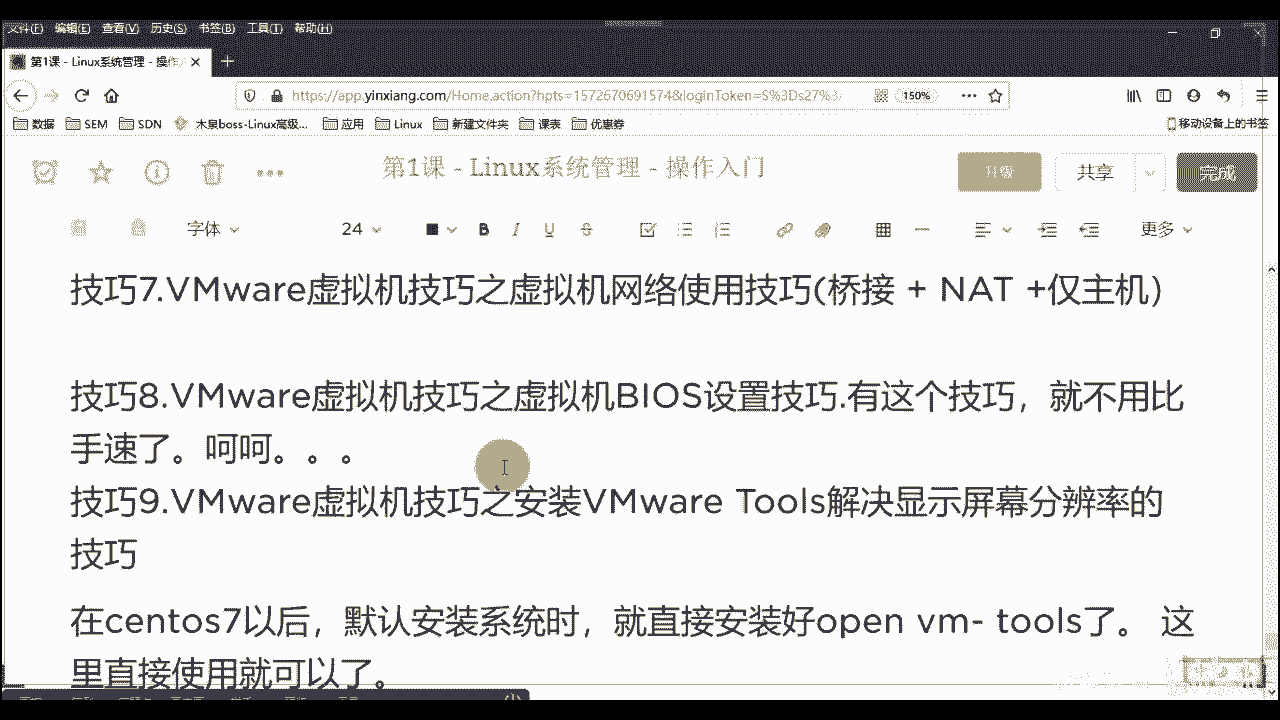 文件(F) 编辑(E) 查看(V) 历史(S) 书签(B) 工具(T) 帮助(H)
第1课 - Linux系统管理 - 操作
https://app.yinxiang.com/Home.action?hpts=1572670691574&loginToken=S%3Ds27%3 150%
数据 SEM SDN 木泉boss-Linux高级... 应用 Linux 新建文件夹 课表 优惠券 移动设备上的书签
第1课 - Linux系统管理 - 操作入门 升级 共享 完成
字体 24 B I U S 更多
技巧7.VMware虚拟机技巧之虚拟机网络使用技巧(桥接 + NAT +仅主机)
技巧8.VMware虚拟机技巧之虚拟机BIOS设置技巧.有这个技巧，就不用比
手速了。呵呵。。。
技巧9.VMware虚拟机技巧之安装VMware Tools解决显示屏幕分辨率的
技巧
在centos7以后，默认安装系统时，就直接安装好open vm- tools了。 这
里直接使用就可以了。